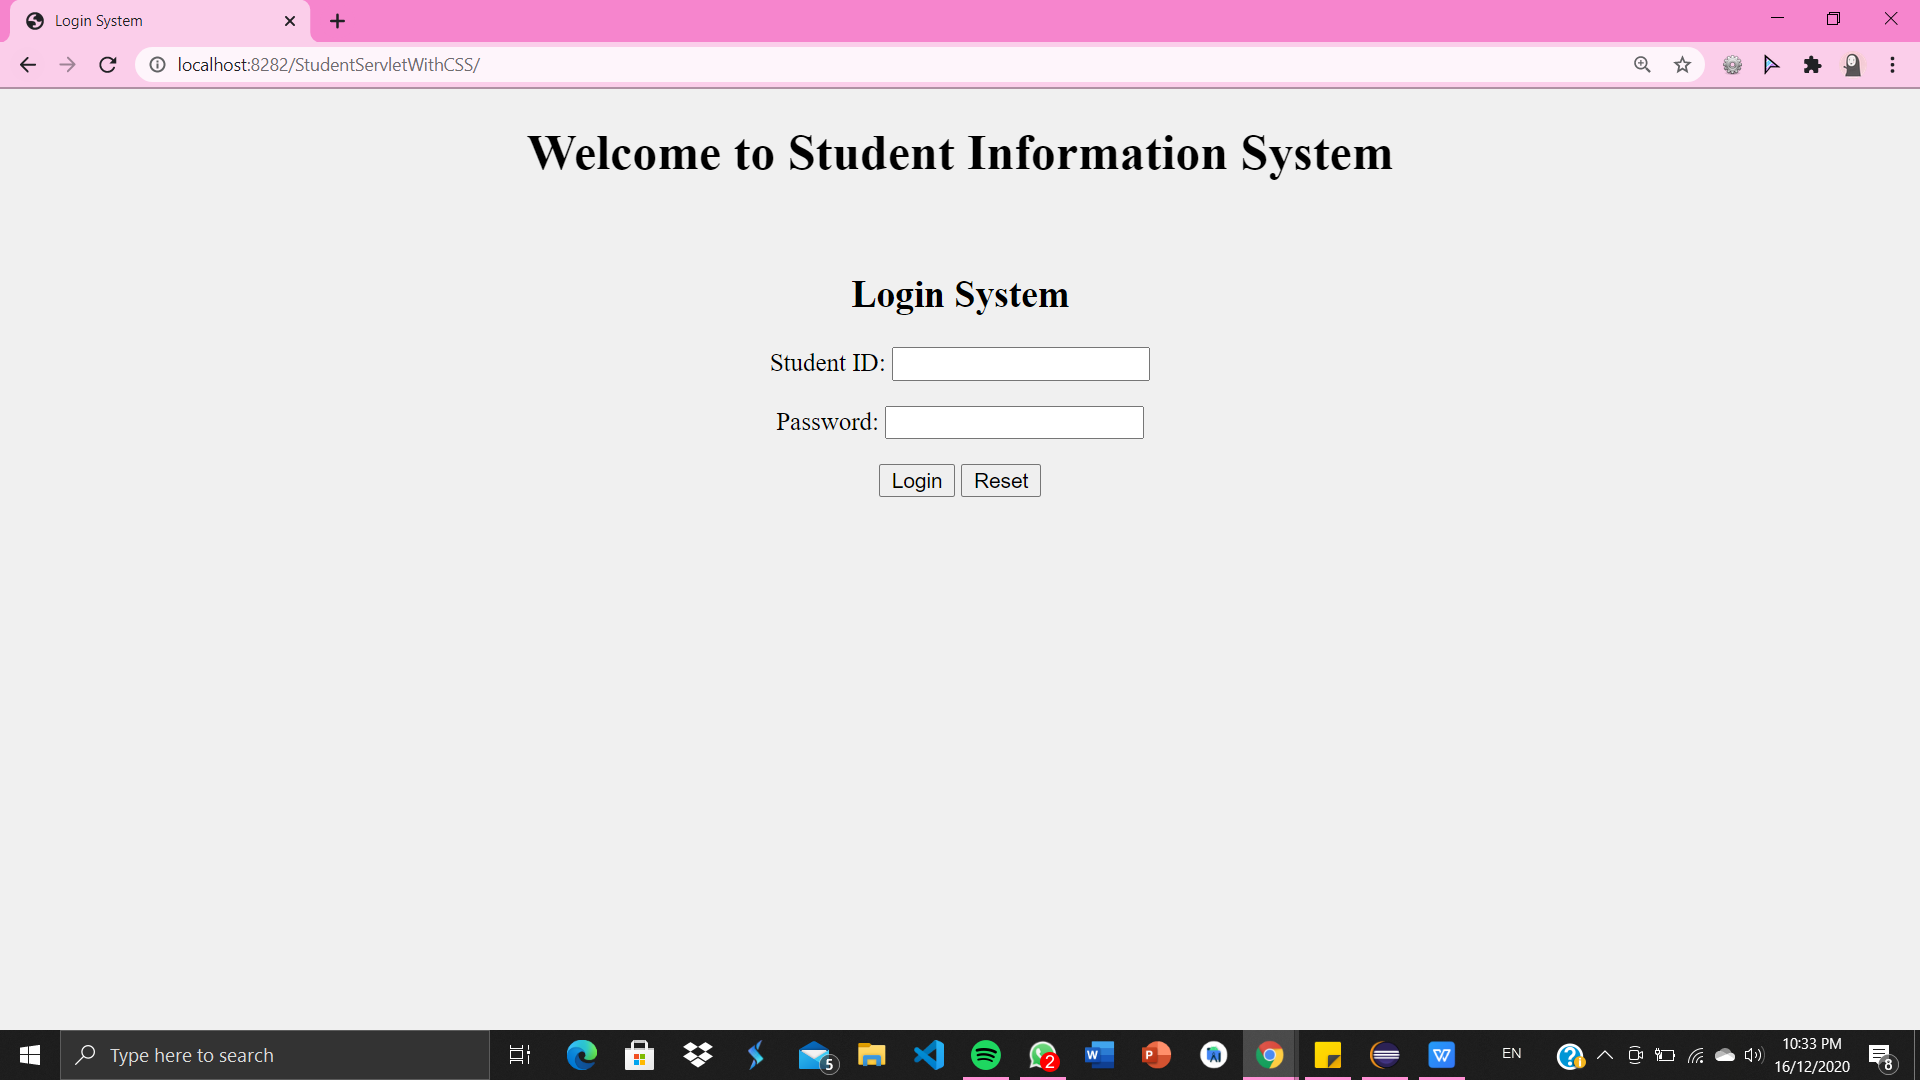 Login System
localhost:8282/StudentServletWithCSS/
Welcome to Student Information System
Login System
Student ID:
Password:
Login Reset
Type here to search
5
2
W
P
W
EN
10:33 PM
16/12/2020
8